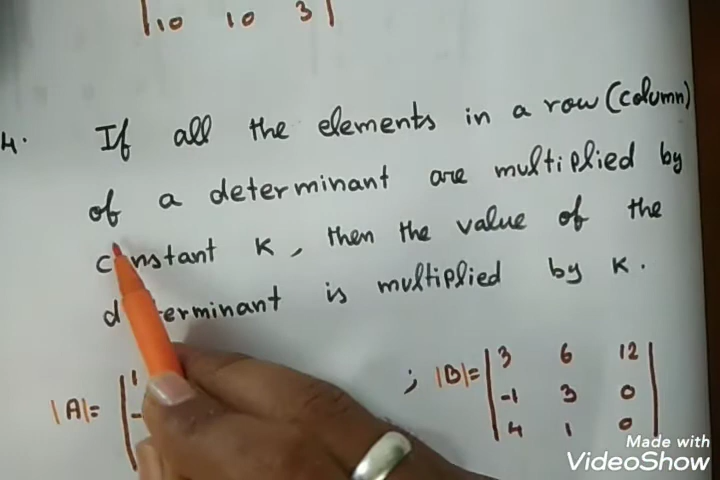 10 10 3
4. If all the elements in a row (column)
of a determinant are multiplied by
constant K, then the value of the
determinant is multiplied by K.
|A|= 1 ; |B|= 3 6 12
-1 3 0
4 1 0
Made with
VideoShow